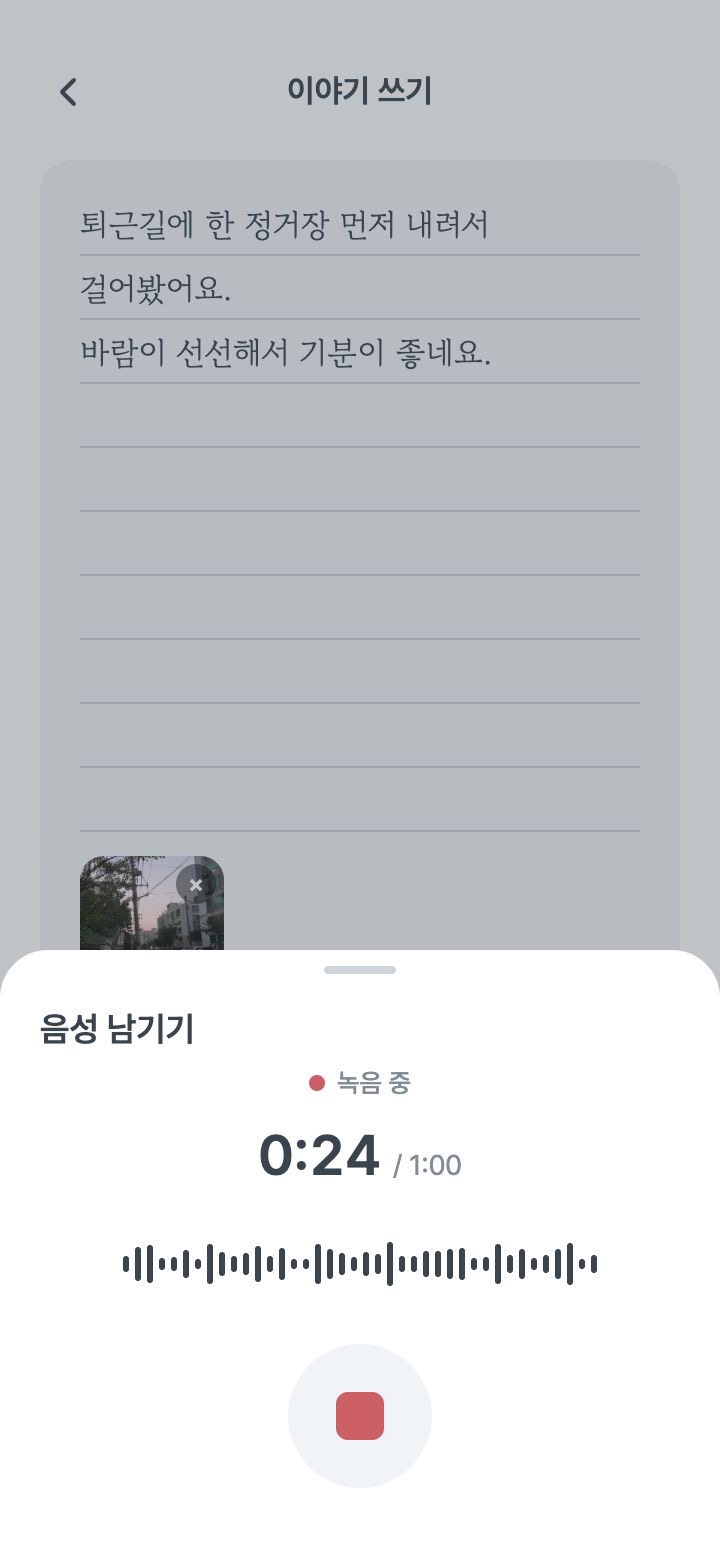 이야기 쓰기
퇴근길에 한 정거장 먼저 내려서
걸어봤어요.
바람이 선선해서 기분이 좋네요.
음성 남기기
녹음 중
0:24 / 1:00